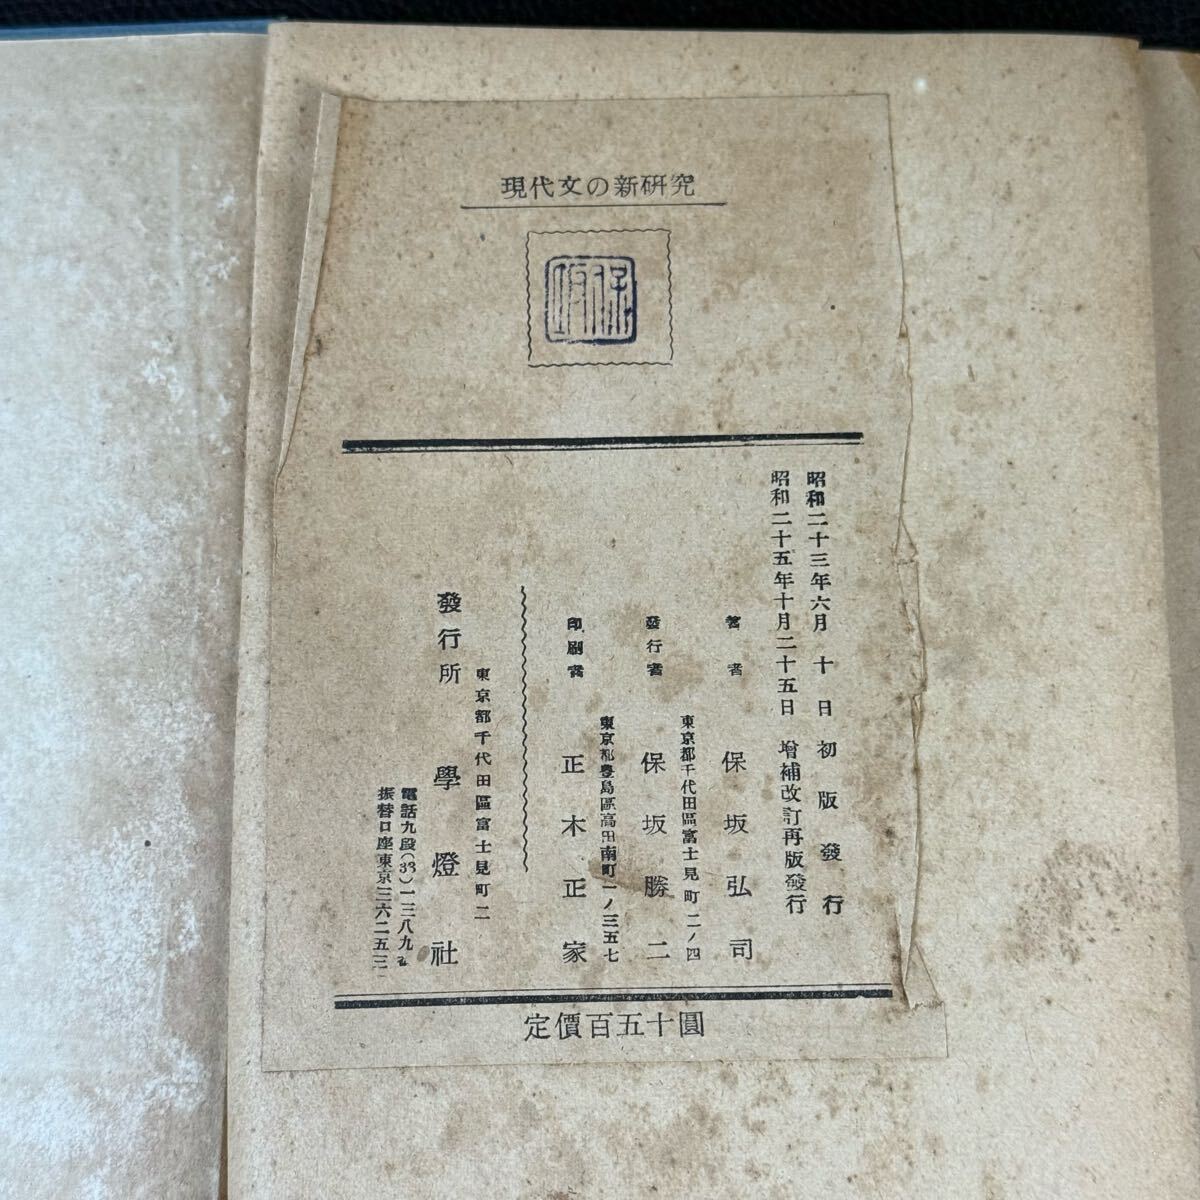 現代文の新研究
保坂
昭和二十三年六月十日初版發行
昭和二十五年十月二十五日增補改訂再版發行
著者 保坂弘司
東京都千代田區富士見町二ノ四
發行者 保坂勝二
東京都豊島區高田南町一ノ三五七
印刷者 正木正家
東京都千代田區富士見町二
發行所 學燈社
電話九段(33)一三八九
振替口座東京三六二五三
定價百五十圓